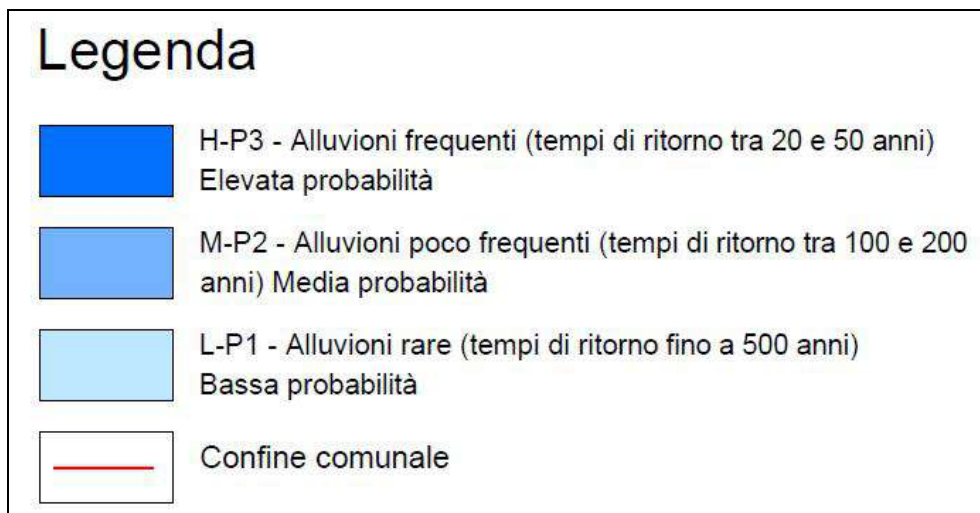 Legenda
H-P3 - Alluvioni frequenti (tempi di ritorno tra 20 e 50 anni)
Elevata probabilità
M-P2 - Alluvioni poco frequenti (tempi di ritorno tra 100 e 200
anni) Media probabilità
L-P1 - Alluvioni rare (tempi di ritorno fino a 500 anni)
Bassa probabilità
Confine comunale